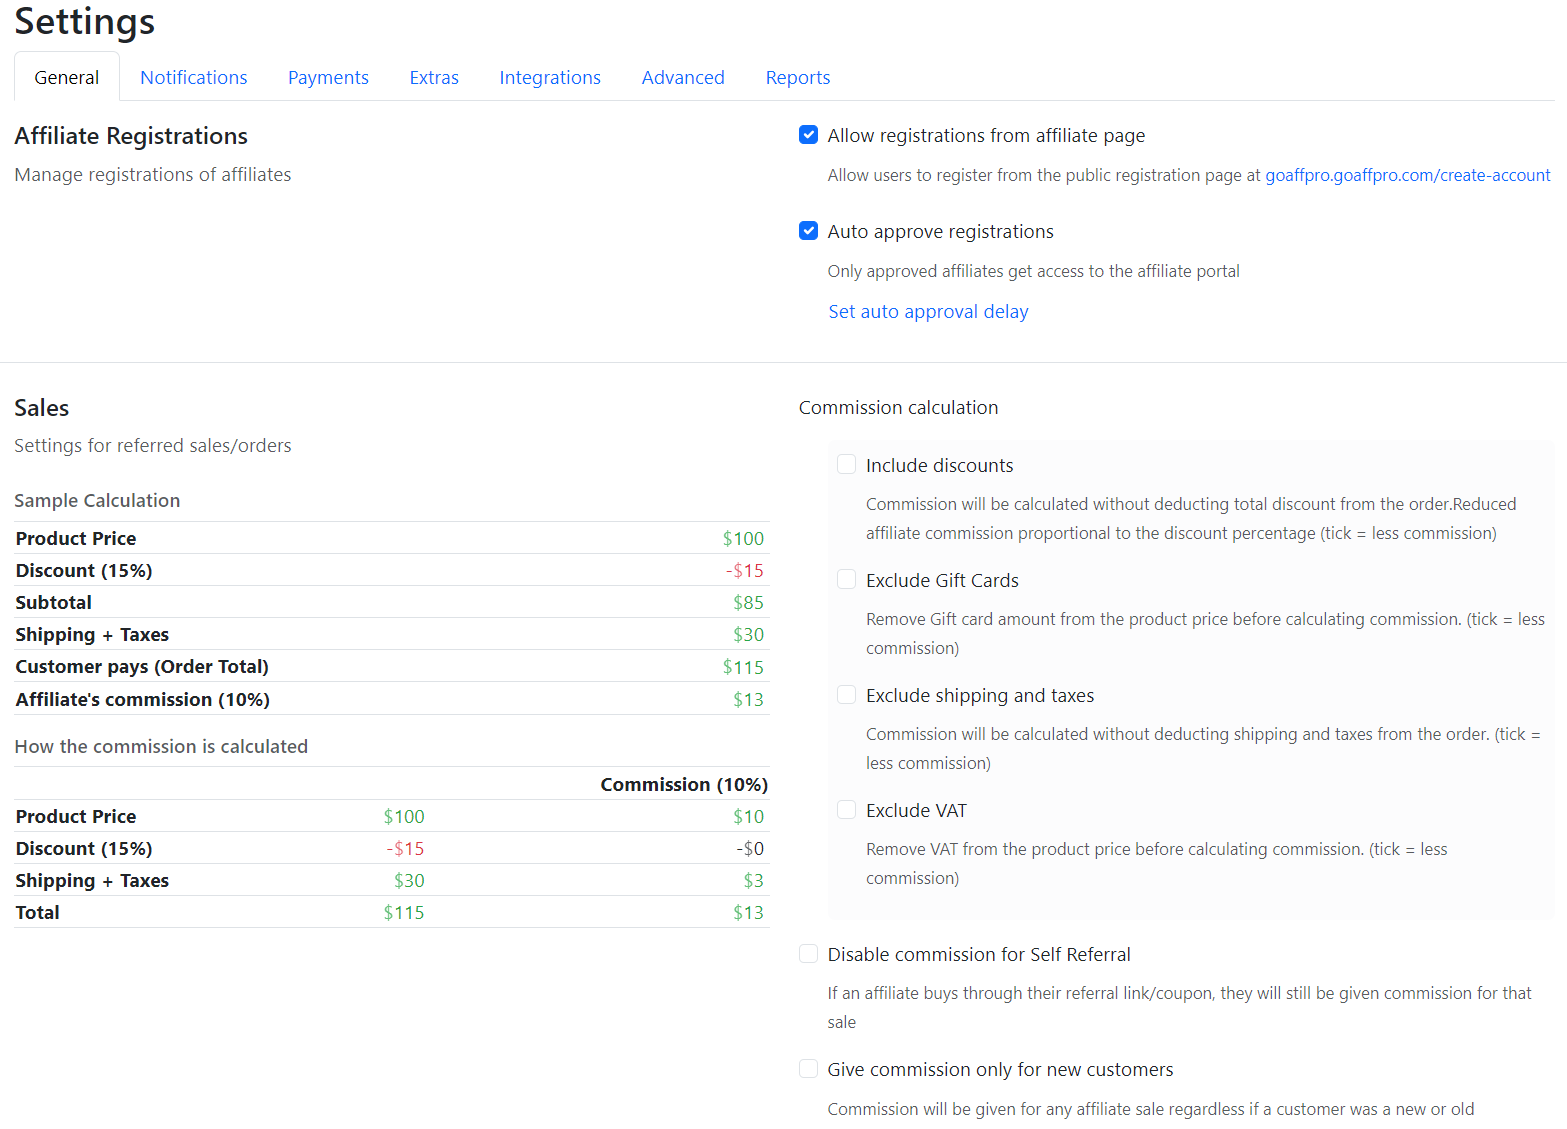 Settings
General Notifications Payments Extras Integrations Advanced Reports
Affiliate Registrations
Manage registrations of affiliates
Allow registrations from affiliate page
Allow users to register from the public registration page at goaffpro.goaffpro.com/create-account
Auto approve registrations
Only approved affiliates get access to the affiliate portal
Set auto approval delay
Sales
Settings for referred sales/orders
Sample Calculation
Product Price $100
Discount (15%) -$15
Subtotal $85
Shipping + Taxes $30
Customer pays (Order Total) $115
Affiliate's commission (10%) $13
How the commission is calculated
Commission (10%)
Product Price $100 $10
Discount (15%) -$15 -$0
Shipping + Taxes $30 $3
Total $115 $13
Commission calculation
Include discounts
Commission will be calculated without deducting total discount from the order.Reduced
affiliate commission proportional to the discount percentage (tick = less commission)
Exclude Gift Cards
Remove Gift card amount from the product price before calculating commission. (tick = less
commission)
Exclude shipping and taxes
Commission will be calculated without deducting shipping and taxes from the order. (tick =
less commission)
Exclude VAT
Remove VAT from the product price before calculating commission. (tick = less
commission)
Disable commission for Self Referral
If an affiliate buys through their referral link/coupon, they will still be given commission for that
sale
Give commission only for new customers
Commission will be given for any affiliate sale regardless if a customer was a new or old